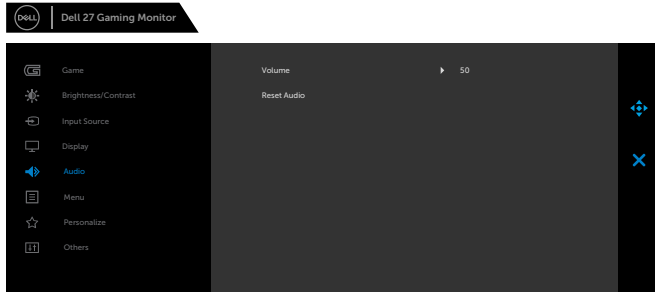 DELL
Dell 27 Gaming Monitor
Game
Volume 50
Brightness/Contrast
Reset Audio
Input Source
Display
Audio
Menu
Personalize
Others